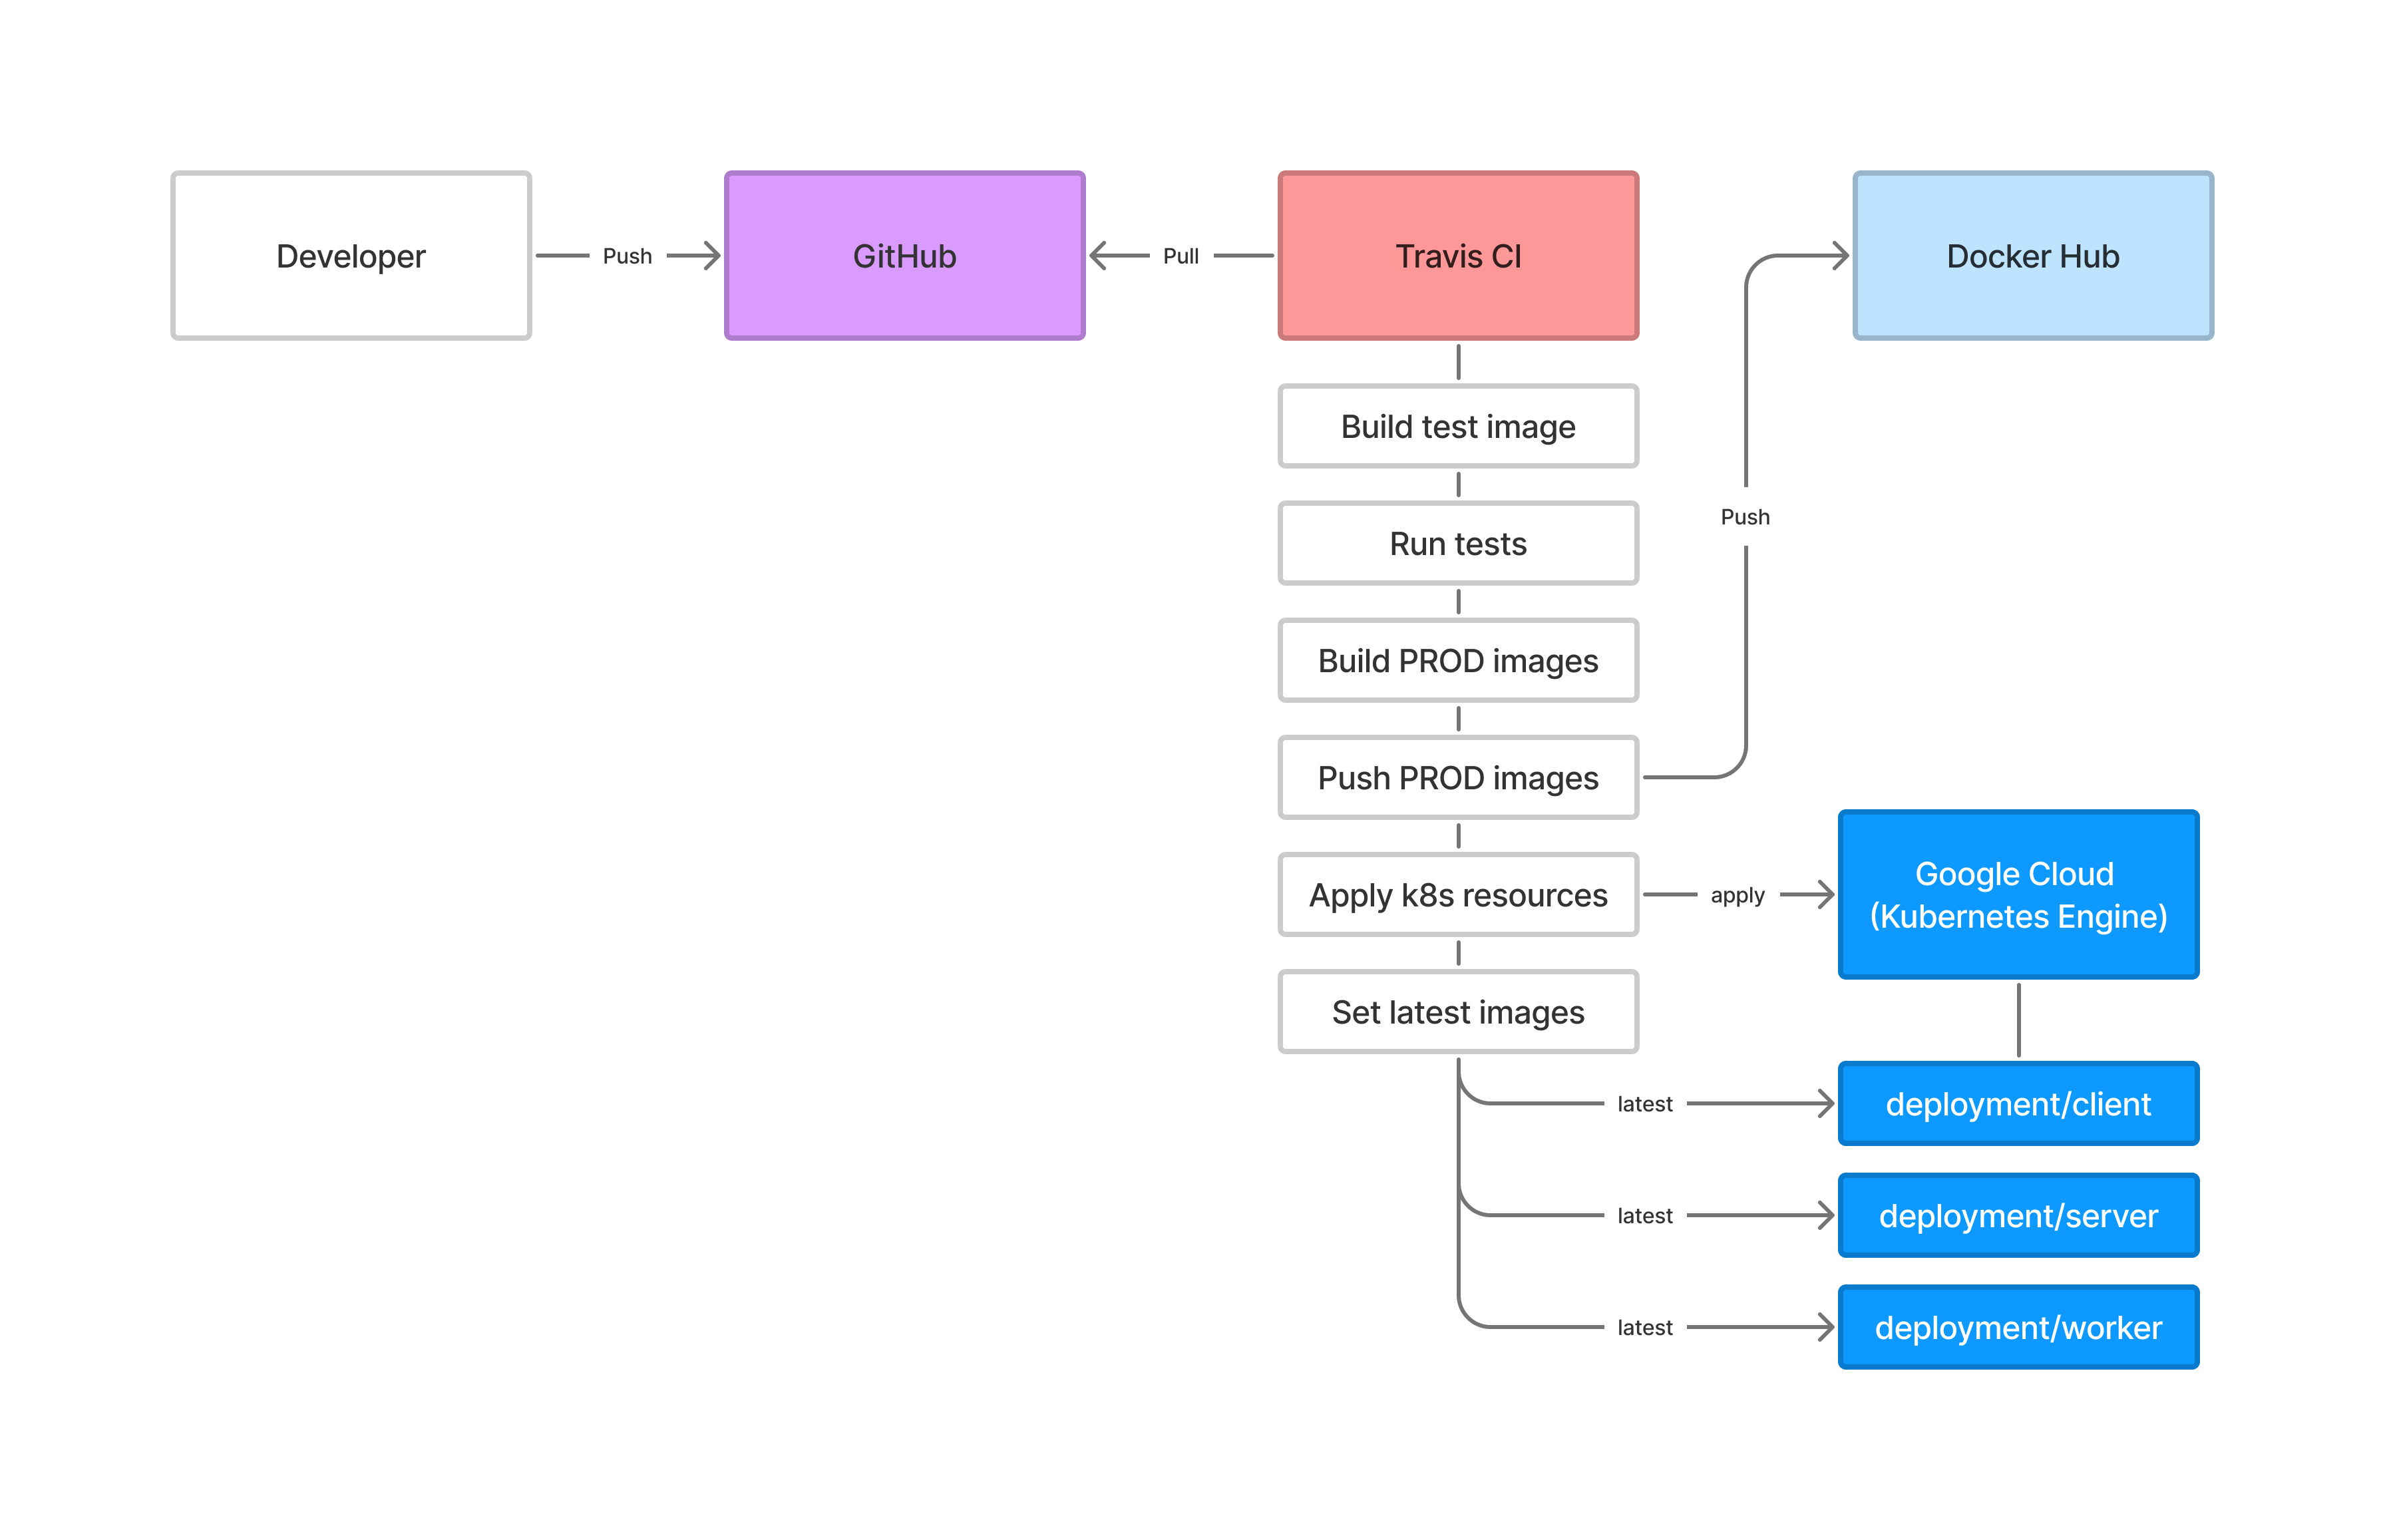 Developer
Push
GitHub
Pull
Travis CI
Docker Hub
Build test image
Run tests
Push
Build PROD images
Push PROD images
Apply k8s resources
apply
Google Cloud
(Kubernetes Engine)
Set latest images
latest
deployment/client
latest
deployment/server
latest
deployment/worker